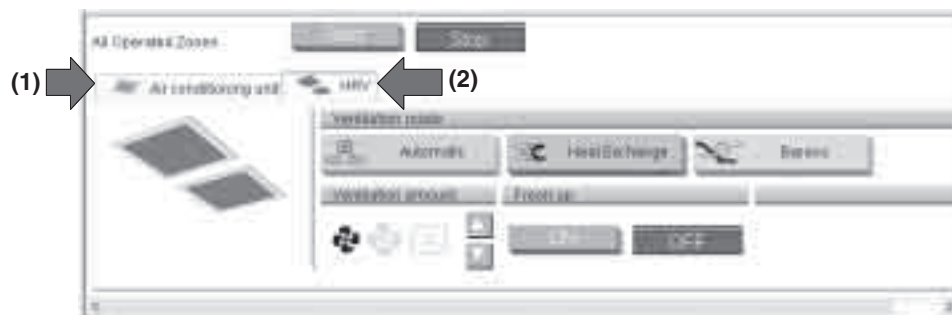 All Operated Zones Stop
(1) Air conditioning unit HRV (2)
Ventilation mode
Automatic Heat Exchange
Ventilation amount Fresh up
OFF